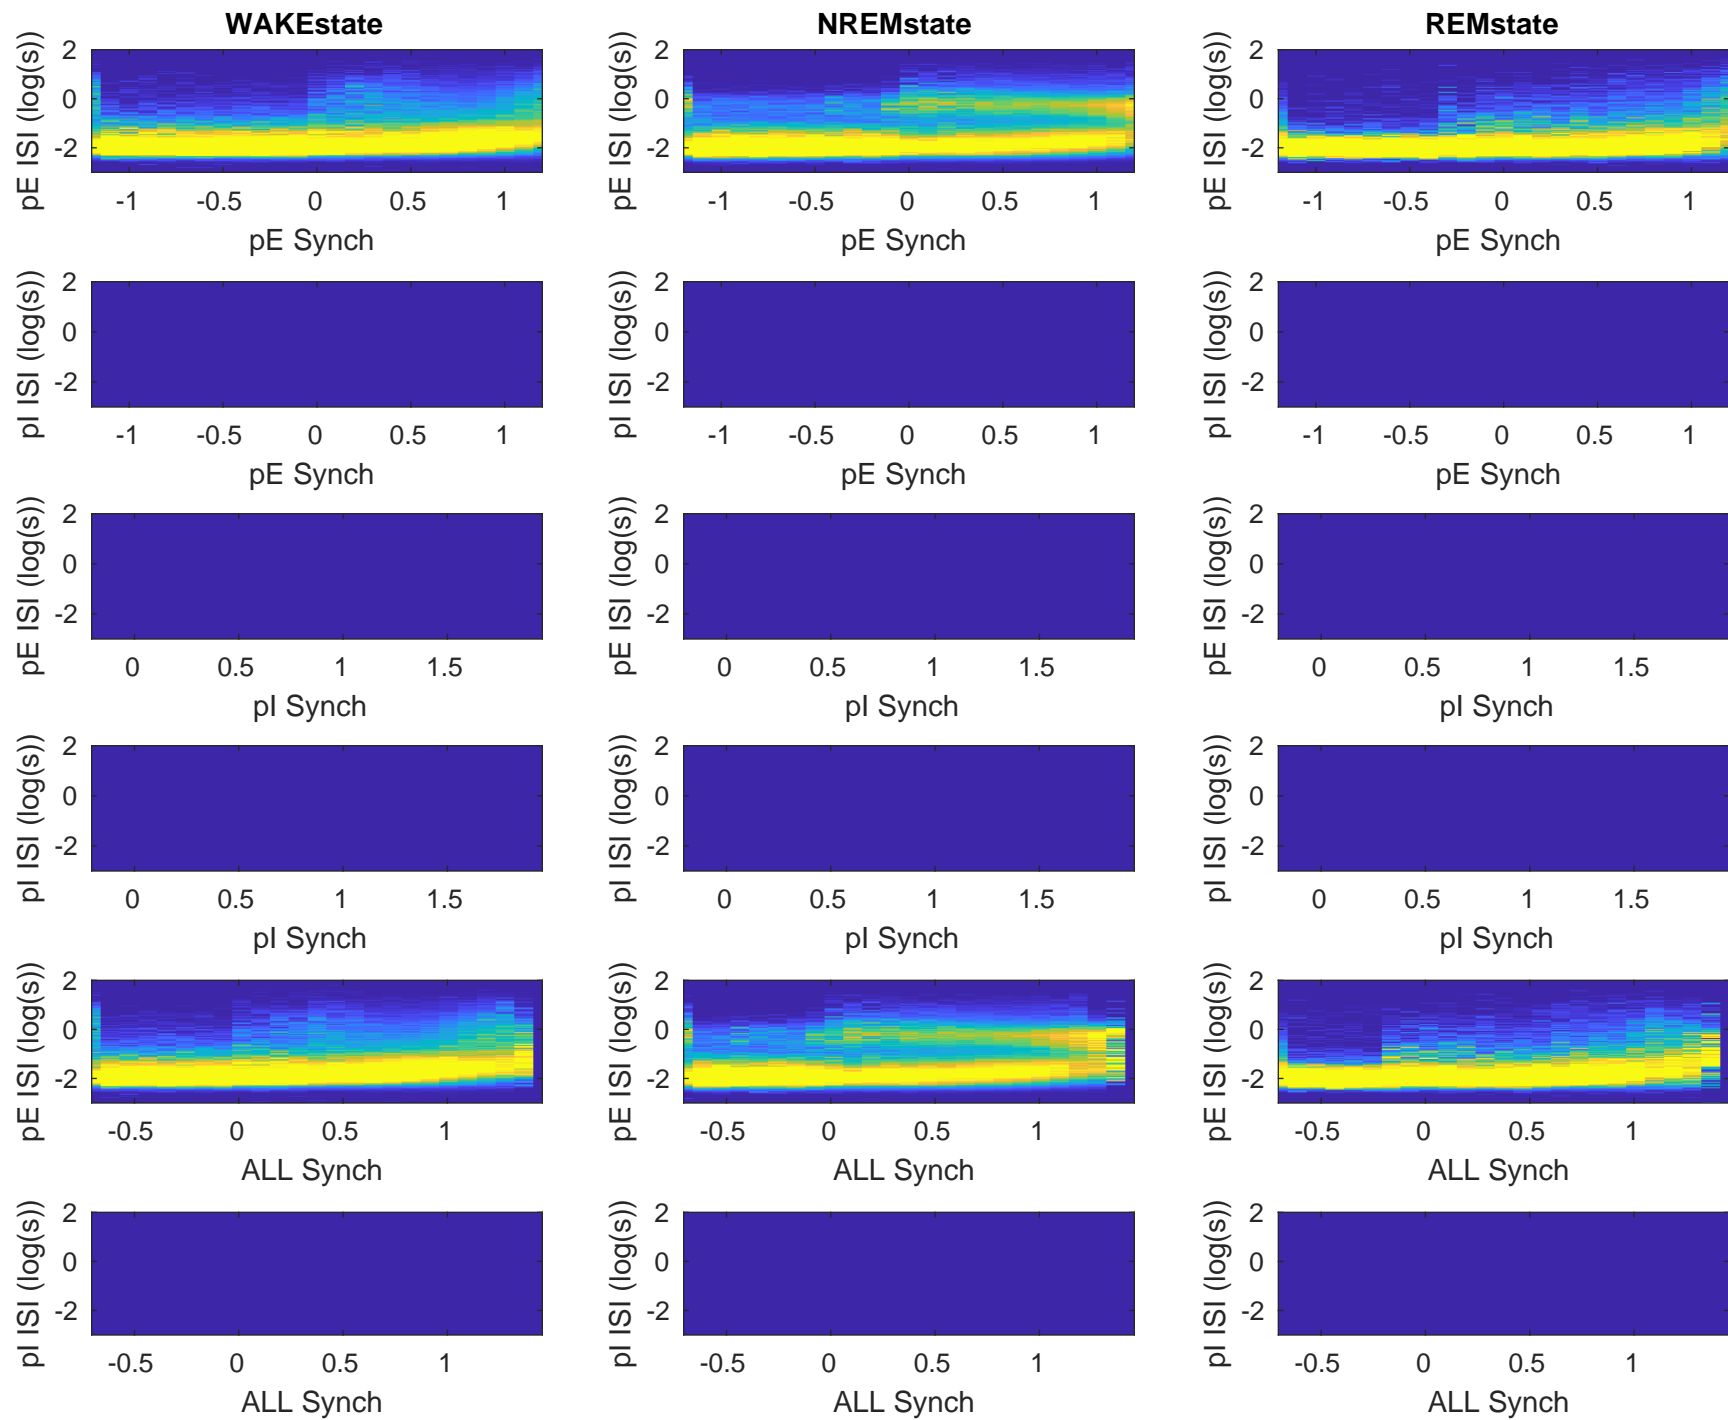 WAKEstate NREMstate REMstate
pE ISI (log(s)) 2 0 -2 pE ISI (log(s)) 2 0 -2 pE ISI (log(s)) 2 0 -2
-1 -0.5 0 0.5 1 -1 -0.5 0 0.5 1 -1 -0.5 0 0.5 1
pE Synch pE Synch pE Synch
pI ISI (log(s)) 2 0 -2 pI ISI (log(s)) 2 0 -2 pI ISI (log(s)) 2 0 -2
-1 -0.5 0 0.5 1 -1 -0.5 0 0.5 1 -1 -0.5 0 0.5 1
pE Synch pE Synch pE Synch
pE ISI (log(s)) 2 0 -2 pE ISI (log(s)) 2 0 -2 pE ISI (log(s)) 2 0 -2
0 0.5 1 1.5 0 0.5 1 1.5 0 0.5 1 1.5
pI Synch pI Synch pI Synch
pI ISI (log(s)) 2 0 -2 pI ISI (log(s)) 2 0 -2 pI ISI (log(s)) 2 0 -2
0 0.5 1 1.5 0 0.5 1 1.5 0 0.5 1 1.5
pI Synch pI Synch pI Synch
pE ISI (log(s)) 2 0 -2 pE ISI (log(s)) 2 0 -2 pE ISI (log(s)) 2 0 -2
-0.5 0 0.5 1 -0.5 0 0.5 1 -0.5 0 0.5 1
ALL Synch ALL Synch ALL Synch
pI ISI (log(s)) 2 0 -2 pI ISI (log(s)) 2 0 -2 pI ISI (log(s)) 2 0 -2
-0.5 0 0.5 1 -0.5 0 0.5 1 -0.5 0 0.5 1
ALL Synch ALL Synch ALL Synch